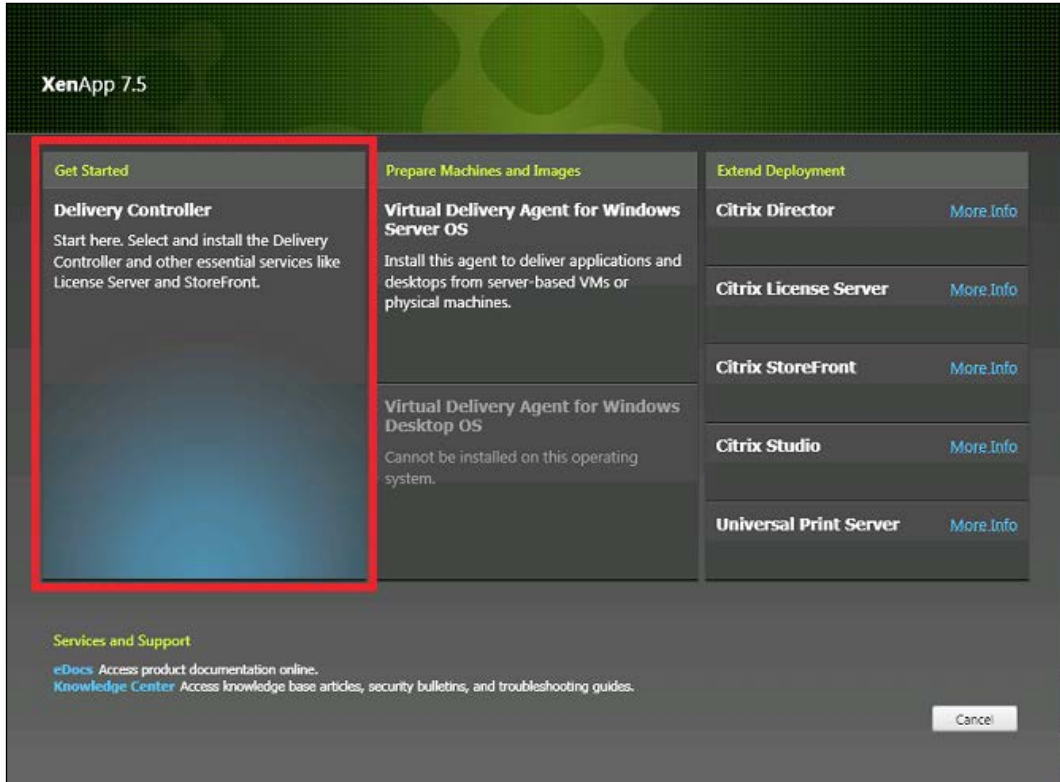 XenApp 7.5
Get Started
Delivery Controller
Start here. Select and install the Delivery
Controller and other essential services like
License Server and StoreFront.
Prepare Machines and Images
Virtual Delivery Agent for Windows
Server OS
Install this agent to deliver applications and
desktops from server-based VMs or
physical machines.
Virtual Delivery Agent for Windows
Desktop OS
Cannot be installed on this operating
system.
Extend Deployment
Citrix Director More Info
Citrix License Server More Info
Citrix StoreFront More Info
Citrix Studio More Info
Universal Print Server More Info
Services and Support
eDocs Access product documentation online.
Knowledge Center Access knowledge base articles, security bulletins, and troubleshooting guides.
Cancel